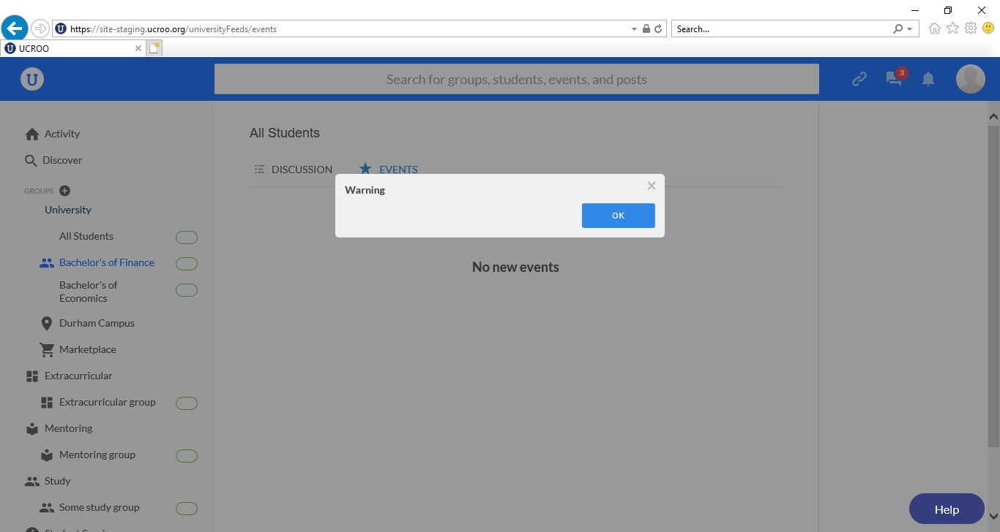 https://site-staging.ucroo.org/universityFeeds/events
Search...
U UCROO
U
Search for groups, students, events, and posts
3
Activity
Discover
GROUPS
University
All Students
Bachelor's of Finance
Bachelor's of
Economics
Durham Campus
Marketplace
Extracurricular
Extracurricular group
Mentoring
Mentoring group
Study
Some study group
All Students
DISCUSSION EVENTS
Warning
OK
No new events
Help